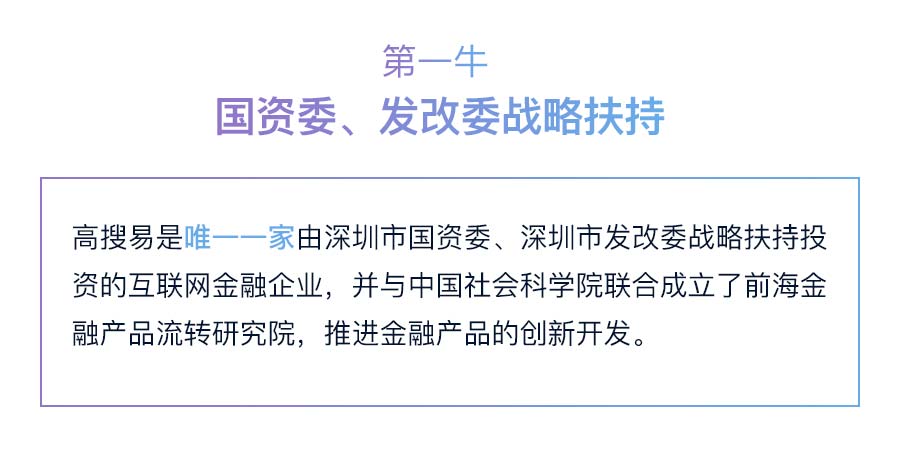 第一牛
国资委、发改委战略扶持
高搜易是唯一一家由深圳市国资委、深圳市发改委战略扶持投
资的互联网金融企业，并与中国社会科学院联合成立了前海金
融产品流转研究院，推进金融产品的创新开发。